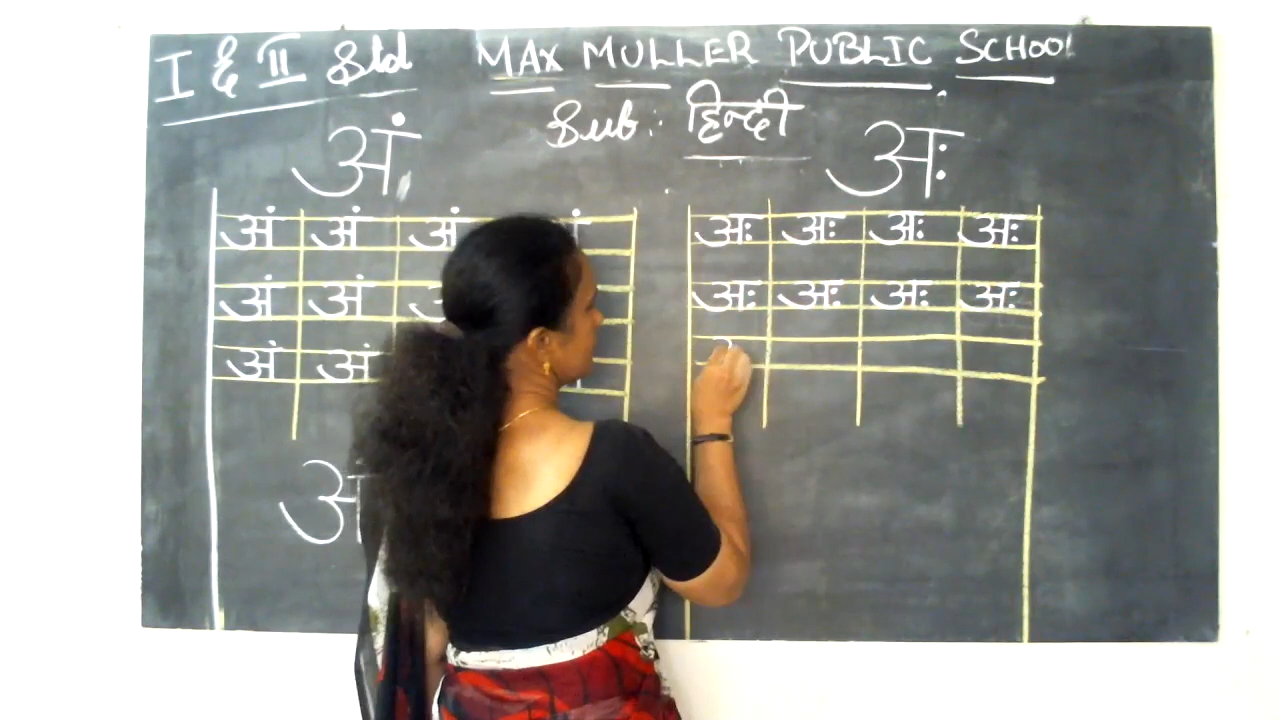 I & II Std MAX MULLER PUBLIC SCHOOL
Sub: हिन्दी
अं अः
अं अं अं अः अः अः अः
अं अं अः अः अः अः
अं अं